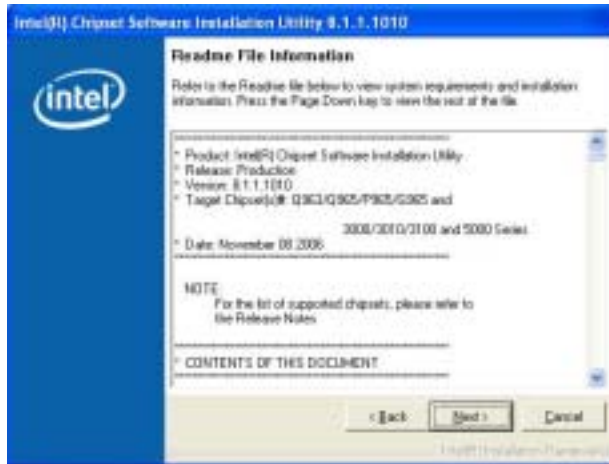 Intel(R) Chipset Software Installation Utility 8.1.1.1010
intel
Readme File Information
Refer to the Readme file below to view system requirements and installation
information. Press the Page Down key to view the rest of the file.
************************************************************
* Product: Intel(R) Chipset Software Installation Utility
* Release: Production
* Version: 8.1.1.1010
* Target Chipset(s)#: Q963/Q965/P965/G965 and
3000/3010/3100 and 5000 Series
* Date: November 08 2006
************************************************************
NOTE:
For the list of supported chipsets, please refer to
the Release Notes
************************************************************
* CONTENTS OF THIS DOCUMENT
************************************************************
< Back
Next >
Cancel
Intel(R) Installation Framework